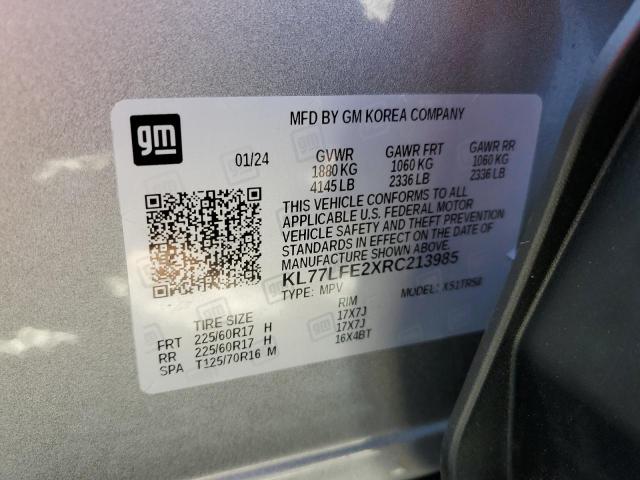 gm
MFD BY GM KOREA COMPANY
01/24 GVWR GAWR FRT GAWR RR
1880 KG 1060 KG 1060 KG
4145 LB 2336 LB 2336 LB
THIS VEHICLE CONFORMS TO ALL
APPLICABLE U.S. FEDERAL MOTOR
VEHICLE SAFETY AND THEFT PREVENTION
STANDARDS IN EFFECT ON THE DATE OF
MANUFACTURE SHOWN ABOVE.
KL77LFE2XRC213985
TYPE: MPV MODEL:
TIRE SIZE RIM
FRT 225/60R17 H 17X7J
RR 225/60R17 H 17X7J
SPA T125/70R16 M 16X4BT